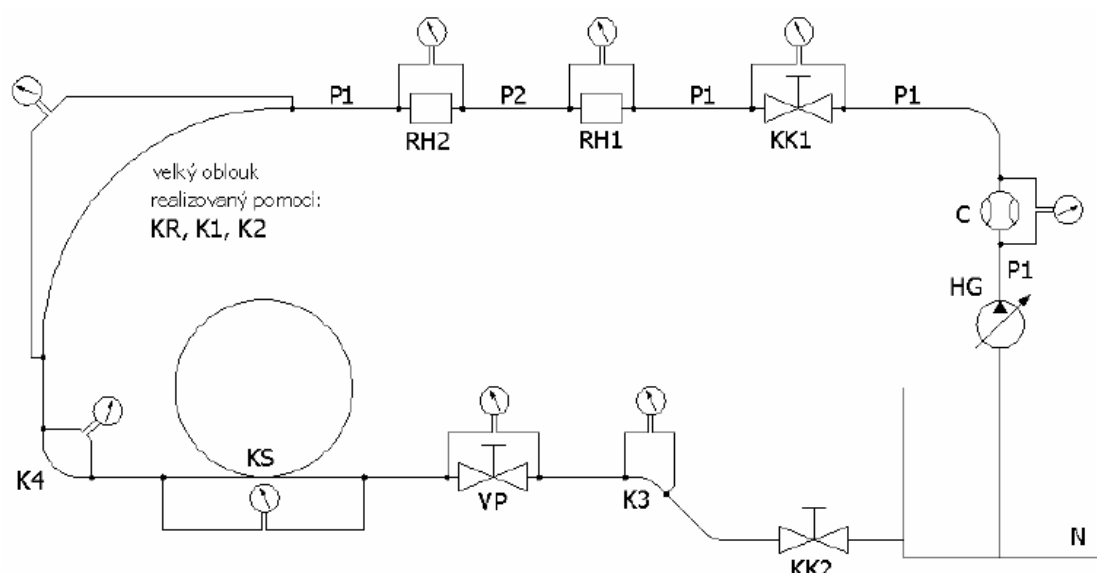 P1
P2
P1
P1
RH2
RH1
KK1
velký oblouk
realizovaný pomocí:
KR, K1, K2
C
P1
HG
KS
K4
VP
K3
N
KK2